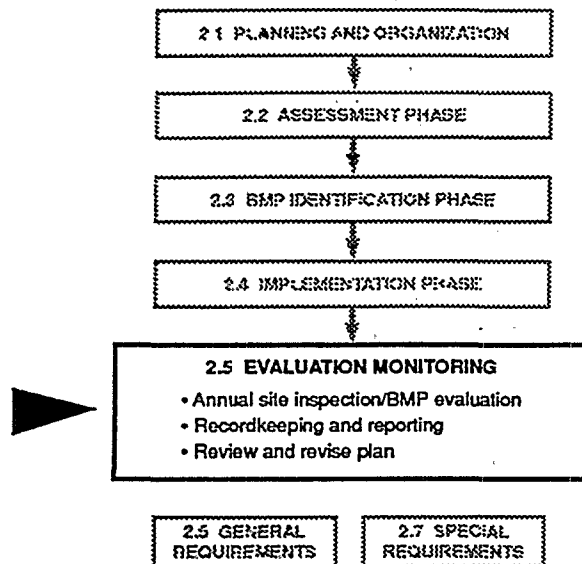 2.1 PLANNING AND ORGANIZATION
2.2 ASSESSMENT PHASE
2.3 BMP IDENTIFICATION PHASE
2.4 IMPLEMENTATION PHASE
2.5 EVALUATION MONITORING
• Annual site inspection/BMP evaluation
• Recordkeeping and reporting
• Review and revise plan
2.6 GENERAL
REQUIREMENTS
2.7 SPECIAL
REQUIREMENTS